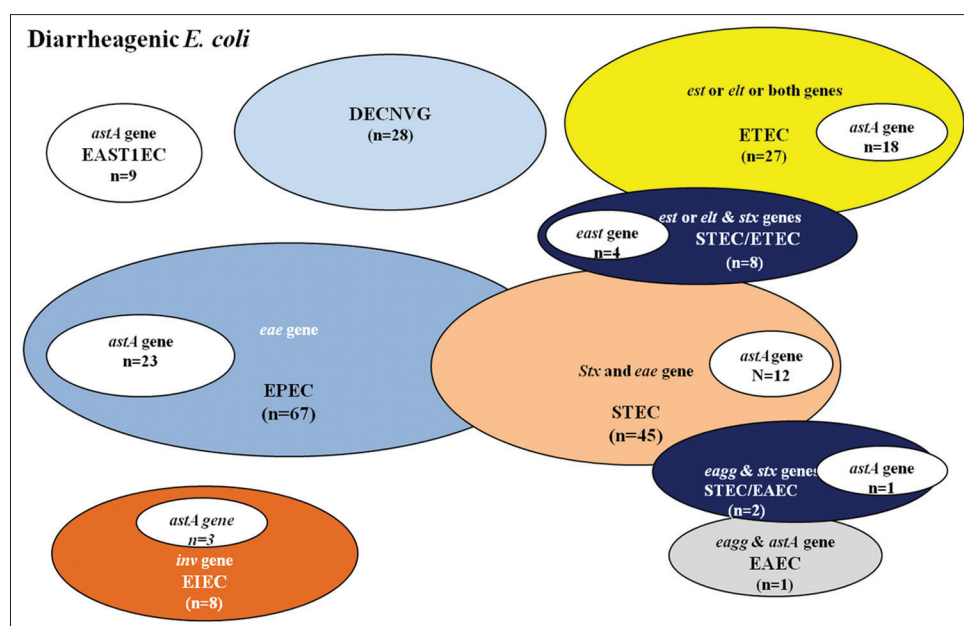 Diarrheagenic E. coli
astA gene
EAST1EC
n=9
DECNVG
(n=28)
est or elt or both genes
ETEC
(n=27)
astA gene
n=18
est or elt & stx genes
STEC/ETEC
(n=8)
east gene
n=4
eae gene
EPEC
(n=67)
astA gene
n=23
Stx and eae gene
STEC
(n=45)
astA gene
N=12
eagg & stx genes
STEC/EAEC
(n=2)
astA gene
n=1
eagg & astA gene
EAEC
(n=1)
astA gene
n=3
inv gene
EIEC
(n=8)